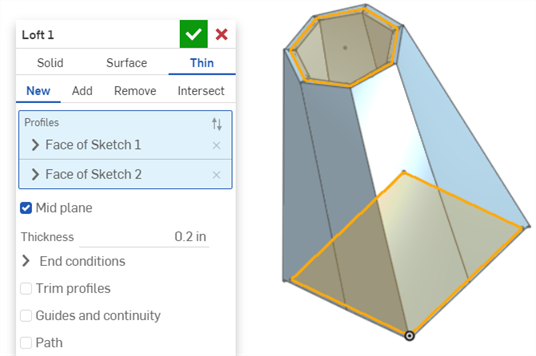 Loft 1
Solid Surface Thin
New Add Remove Intersect
Profiles
Face of Sketch 1
Face of Sketch 2
Mid plane
Thickness 0.2 in
End conditions
Trim profiles
Guides and continuity
Path